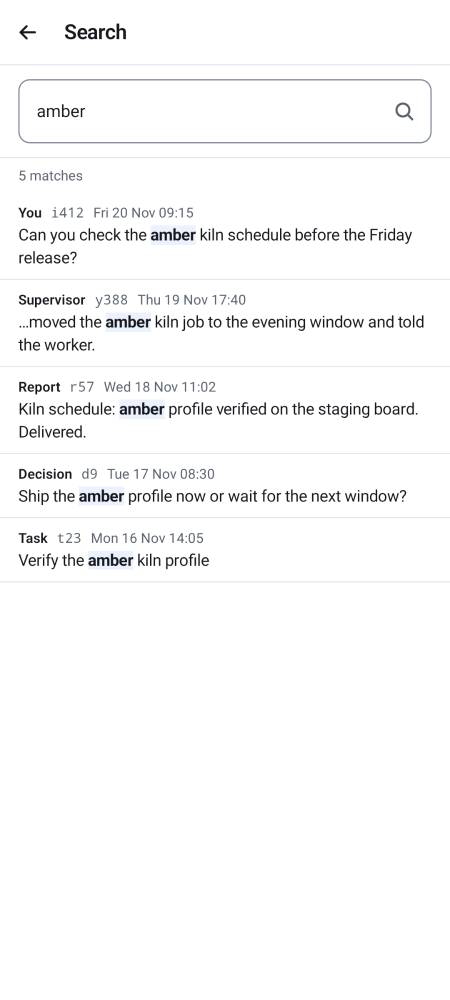 Search
amber
5 matches
You i412 Fri 20 Nov 09:15
Can you check the amber kiln schedule before the Friday
release?
Supervisor y388 Thu 19 Nov 17:40
…moved the amber kiln job to the evening window and told
the worker.
Report r57 Wed 18 Nov 11:02
Kiln schedule: amber profile verified on the staging board.
Delivered.
Decision d9 Tue 17 Nov 08:30
Ship the amber profile now or wait for the next window?
Task t23 Mon 16 Nov 14:05
Verify the amber kiln profile